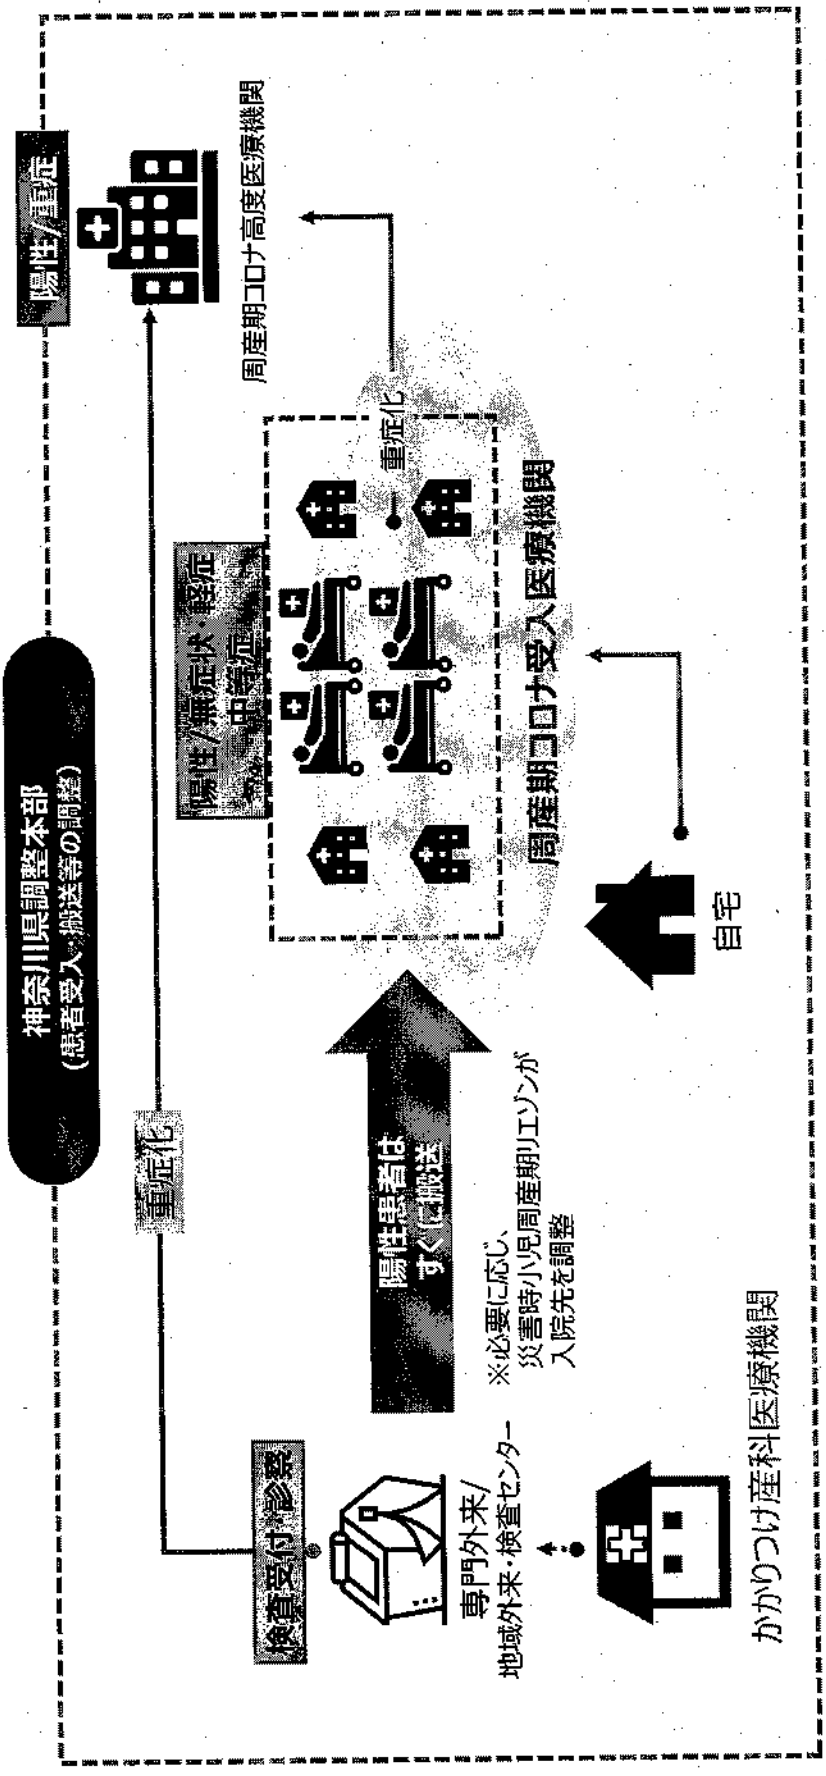 神奈川県調整本部
(患者受入・搬送等の調整)
陽性/重症
重症化
周産期コロナ高度医療機関
陽性/無症状・軽症
中等症
重症化
周産期コロナ受入医療機関
検査受付・診察
専門外来/
地域外来・検査センター
陽性患者は
すぐに搬送
※必要に応じ、
災害時小児周産期リエゾンが
入院先を調整
自宅
かかりつけ産科医療機関